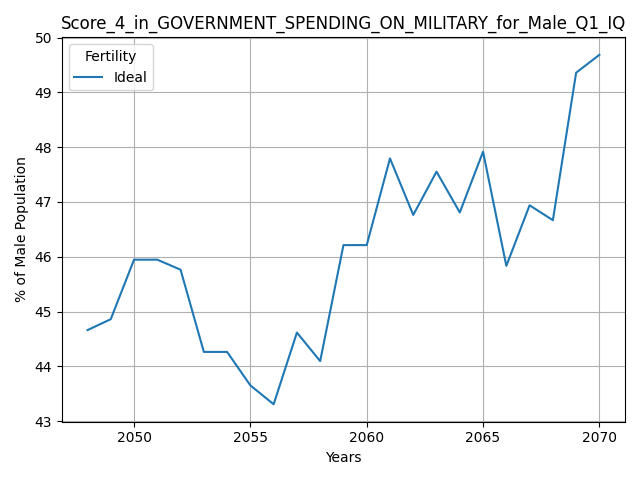 Score_4_in_GOVERNMENT_SPENDING_ON_MILITARY_for_Male_Q1_IQ
Fertility
Ideal
% of Male Population
50
49
48
47
46
45
44
43
2050
2055
2060
2065
2070
Years